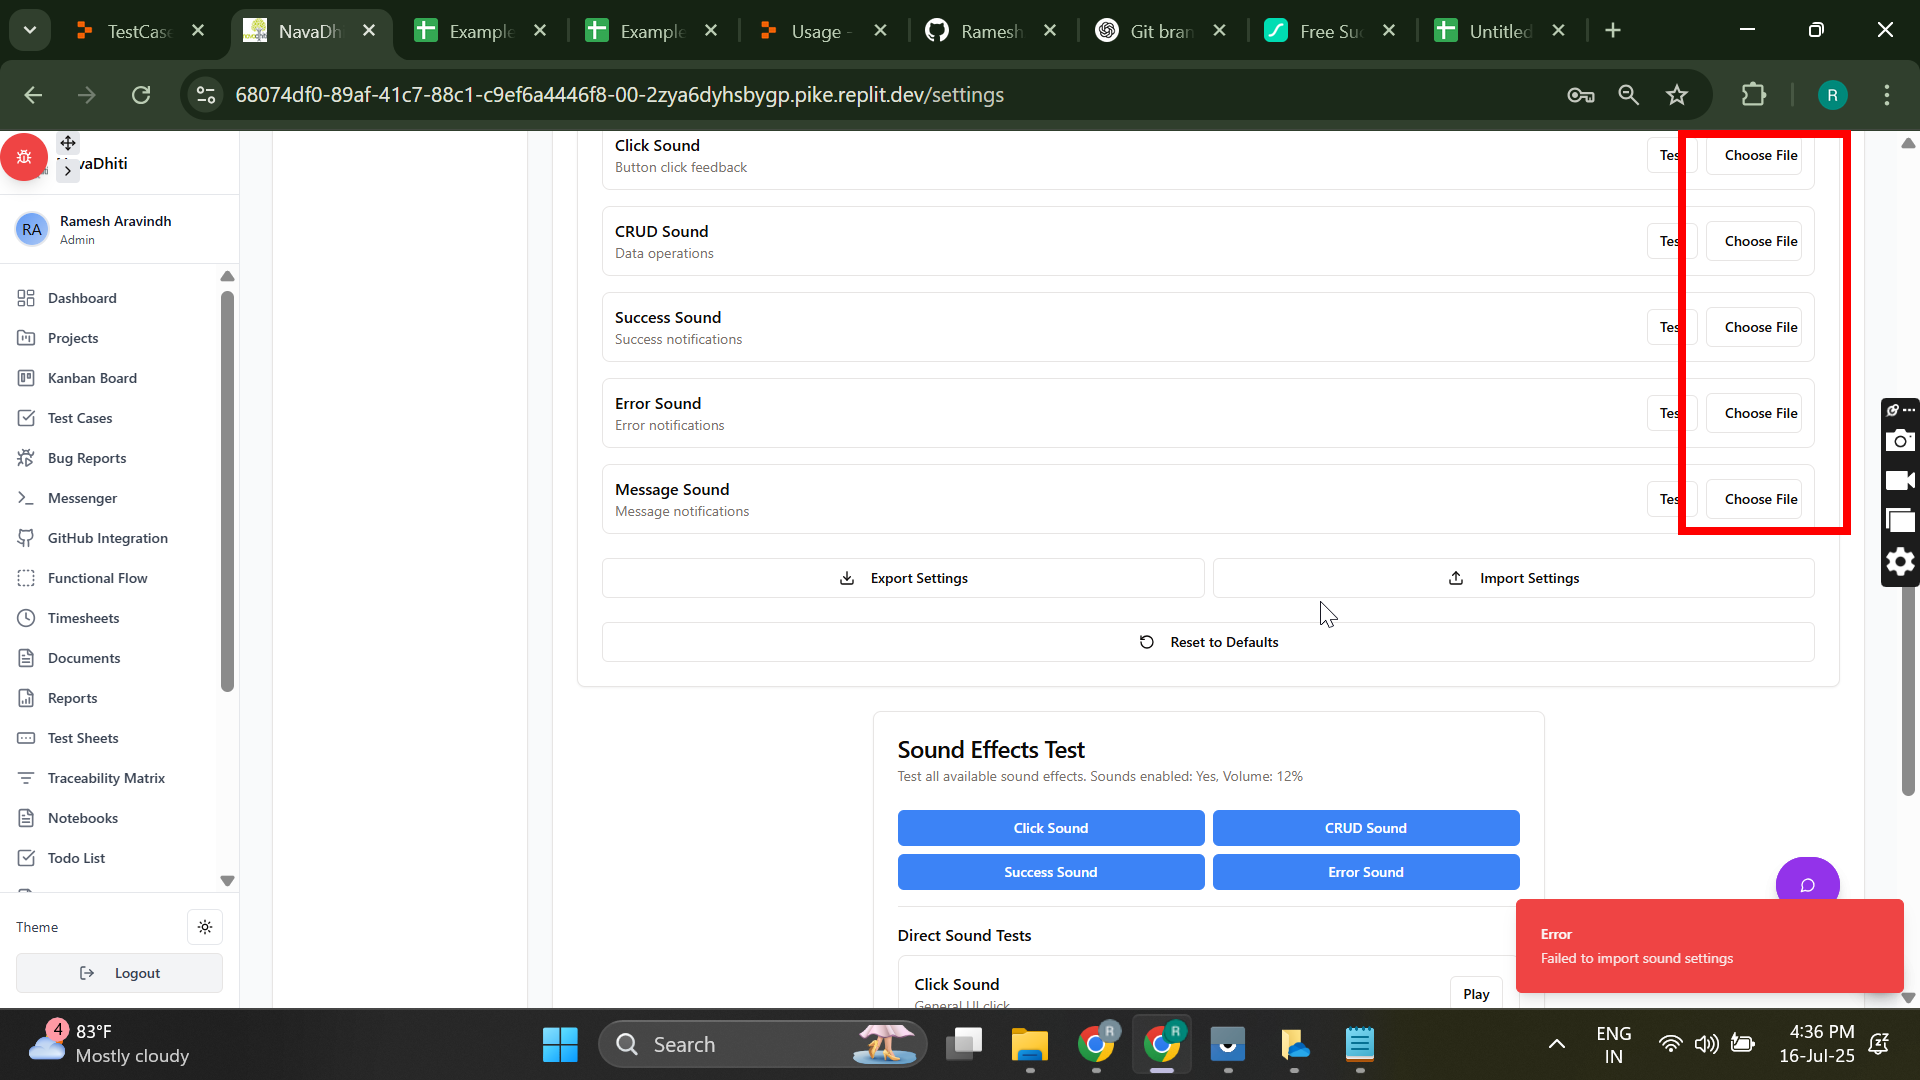 TestCase
NavaDh
Example
Example
Usage -
Ramesh
Git bran
Free Su
Untitled
68074df0-89af-41c7-88c1-c9ef6a4446f8-00-2zya6dyhsbygp.pike.replit.dev/settings
R
vaDhiti
RA
Ramesh Aravindh
Admin
Dashboard
Projects
Kanban Board
Test Cases
Bug Reports
Messenger
GitHub Integration
Functional Flow
Timesheets
Documents
Reports
Test Sheets
Traceability Matrix
Notebooks
Todo List
Theme
Logout
Click Sound
Button click feedback
Tes
Choose File
CRUD Sound
Data operations
Tes
Choose File
Success Sound
Success notifications
Tes
Choose File
Error Sound
Error notifications
Tes
Choose File
Message Sound
Message notifications
Tes
Choose File
Export Settings
Import Settings
Reset to Defaults
Sound Effects Test
Test all available sound effects. Sounds enabled: Yes, Volume: 12%
Click Sound
CRUD Sound
Success Sound
Error Sound
Direct Sound Tests
Click Sound
General UI click
Play
Error
Failed to import sound settings
4
83°F
Mostly cloudy
Search
R
R
ENG
IN
4:36 PM
16-Jul-25